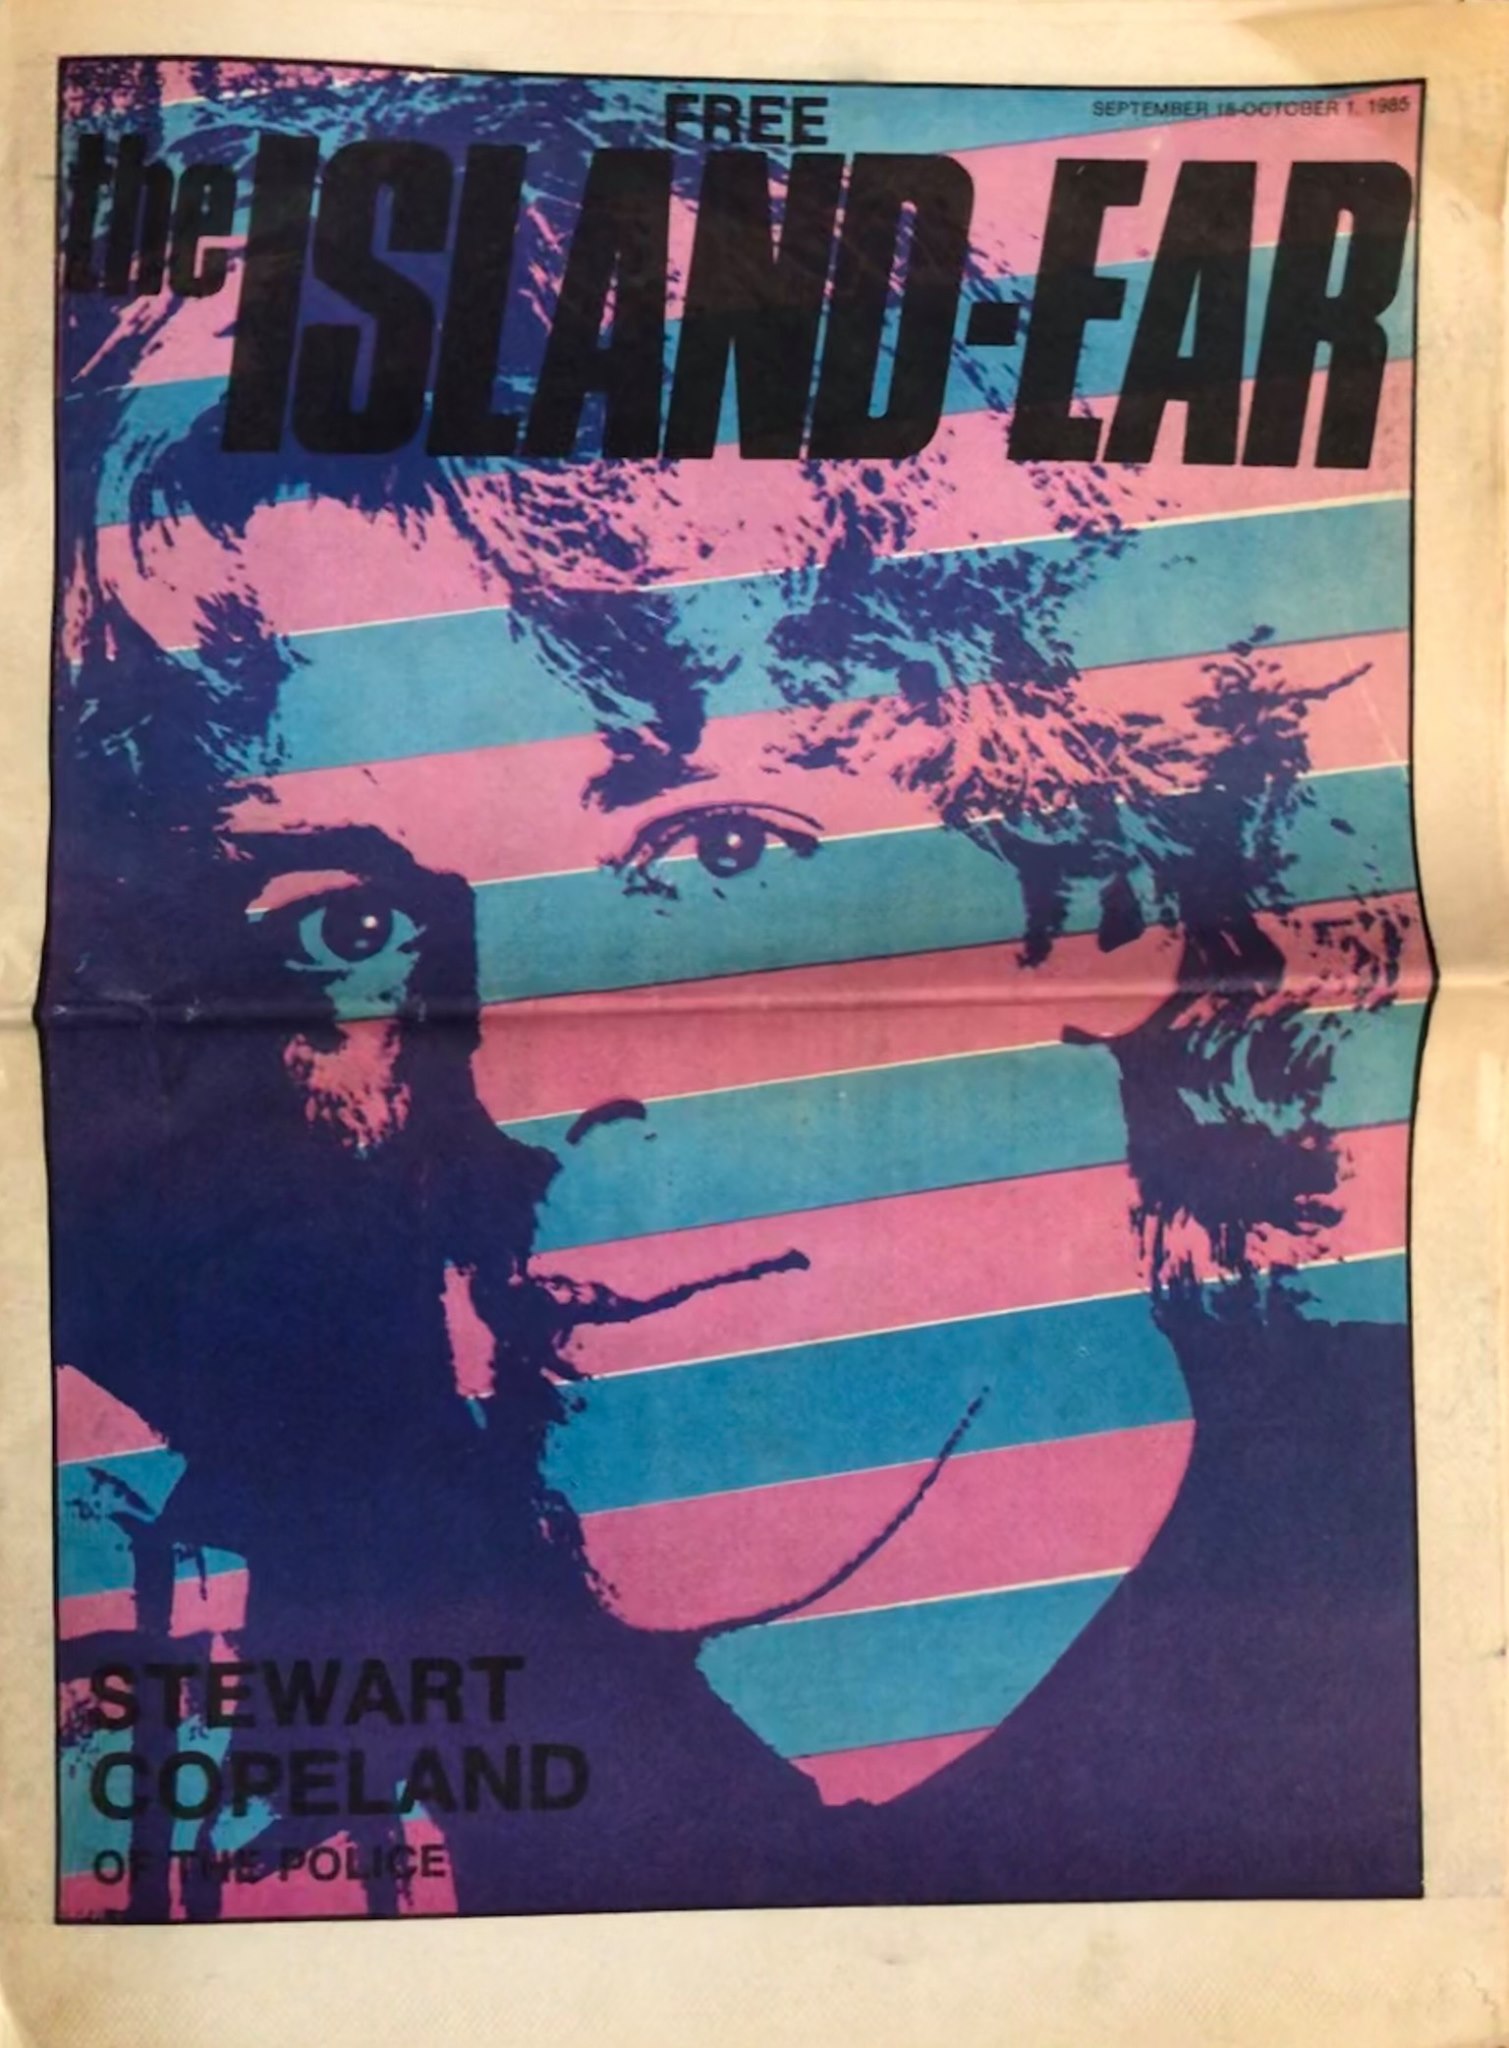 FREE
SEPTEMBER 18-OCTOBER 1, 1985
the ISLAND-EAR
STEWART
COPELAND
OF THE POLICE